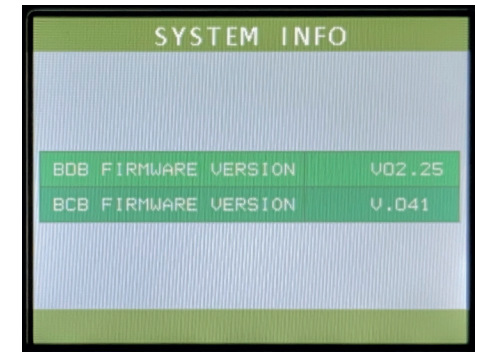 SYSTEM INFO
BDB FIRMWARE VERSION V02.25
BCB FIRMWARE VERSION V.041